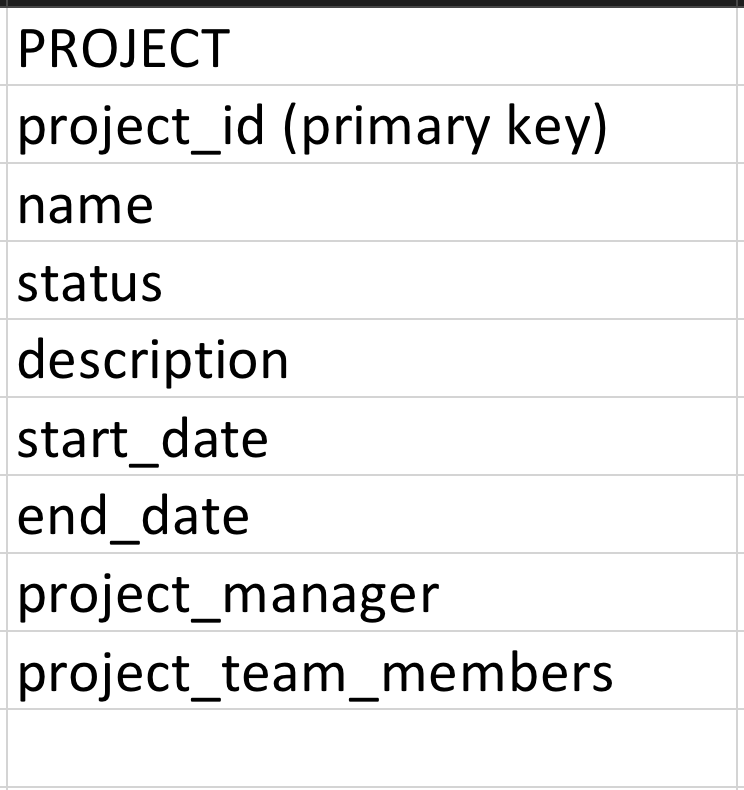 PROJECT
project_id (primary key)
name
status
description
start_date
end_date
project_manager
project_team_members